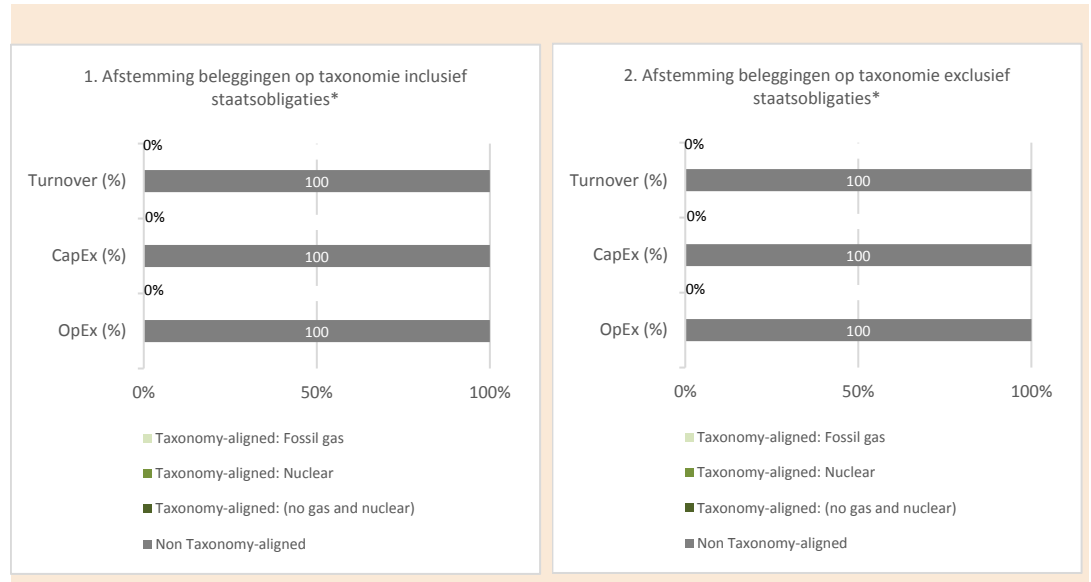 1. Afstemming beleggingen op taxonomie inclusief
staatsobligaties*
0%
Turnover (%)
100
0%
CapEx (%)
100
0%
OpEx (%)
100
0%
50%
100%
Taxonomy-aligned: Fossil gas
Taxonomy-aligned: Nuclear
Taxonomy-aligned: (no gas and nuclear)
Non Taxonomy-aligned
2. Afstemming beleggingen op taxonomie exclusief
staatsobligaties*
0%
Turnover (%)
100
0%
CapEx (%)
100
0%
OpEx (%)
100
0%
50%
100%
Taxonomy-aligned: Fossil gas
Taxonomy-aligned: Nuclear
Taxonomy-aligned: (no gas and nuclear)
Non Taxonomy-aligned